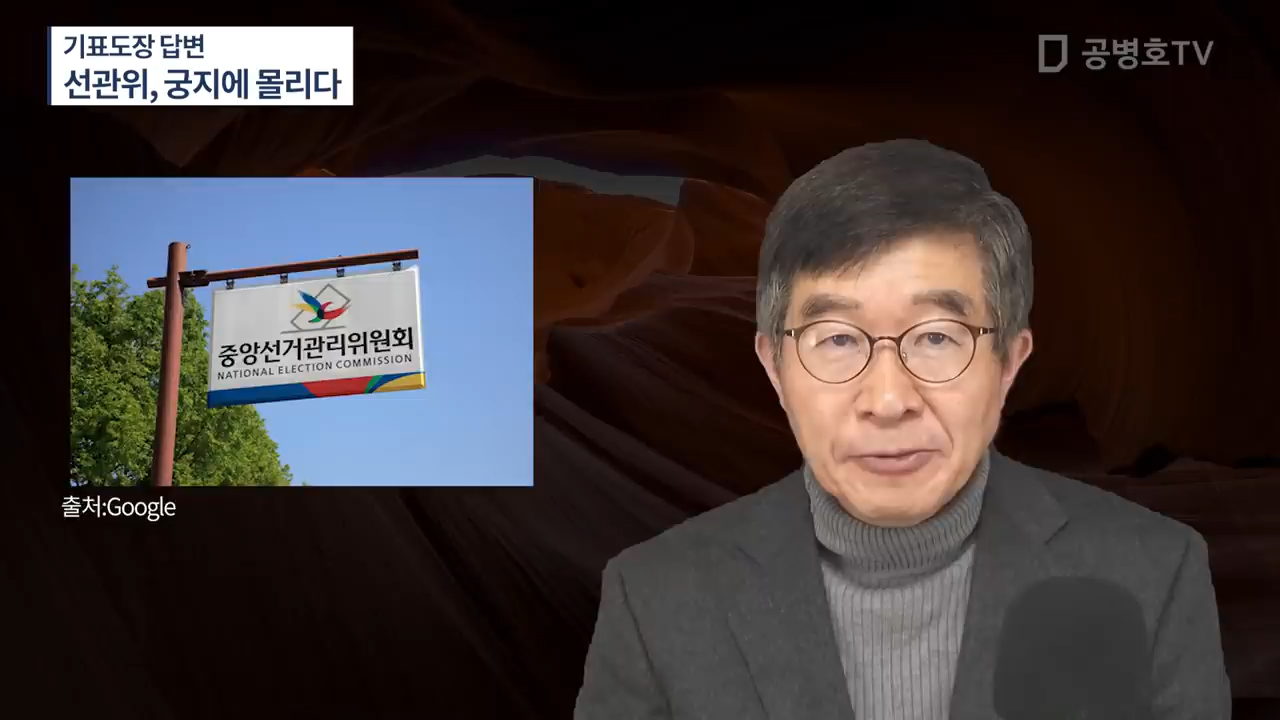 기표도장 답변
선관위, 궁지에 몰리다
공병호TV
중앙선거관리위원회
NATIONAL ELECTION COMMISSION
출처:Google